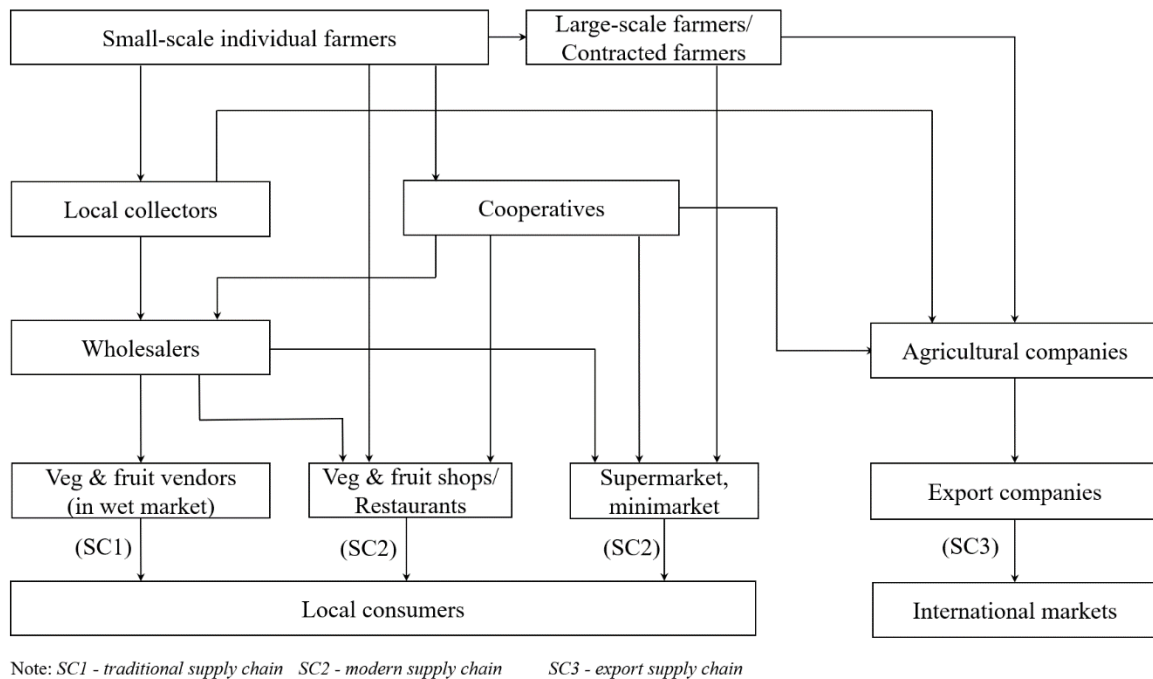 Small-scale individual farmers
Large-scale farmers/
Contracted farmers
Local collectors
Cooperatives
Wholesalers
Agricultural companies
Veg & fruit vendors
(in wet market)
Veg & fruit shops/
Restaurants
Supermarket,
minimarket
Export companies
(SC1)
(SC2)
(SC2)
(SC3)
Local consumers
International markets
Note: SC1 - traditional supply chain SC2 - modern supply chain SC3 - export supply chain